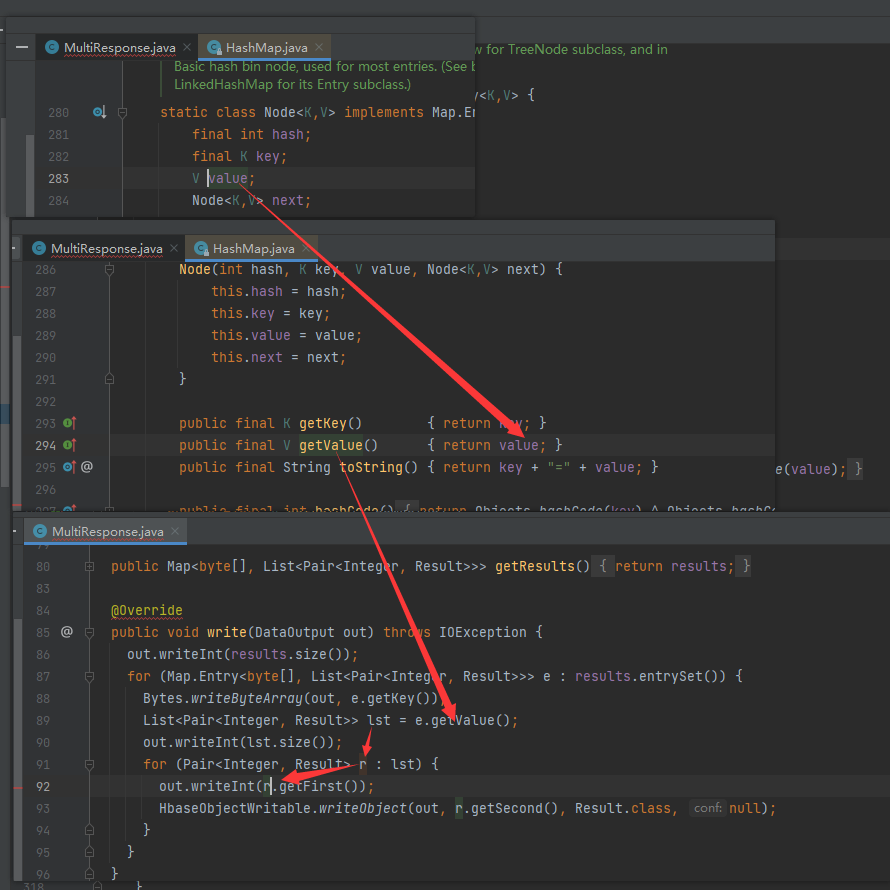 MultiResponse.java × HashMap.java ×
w for TreeNode subclass, and in
Basic hash bin node, used for most entries. (See b
LinkedHashMap for its Entry subclass.)
y<K,V> {
280 static class Node<K,V> implements Map.En
281 final int hash;
282 final K key;
283 V value;
284 Node<K,V> next;
MultiResponse.java × HashMap.java ×
286 Node(int hash, K key, V value, Node<K,V> next) {
287 this.hash = hash;
288 this.key = key;
289 this.value = value;
290 this.next = next;
291 }
292
293 public final K getKey() { return key; }
294 public final V getValue() { return value; }
295 public final String toString() { return key + "=" + value; }
e(value); }
296
297 public final int hashCode() { return Objects.hashCode(key) ^ Objects.hashC
MultiResponse.java ×
79
80 public Map<byte[], List<Pair<Integer, Result>>> getResults() { return results; }
83
84 @Override
85 @ public void write(DataOutput out) throws IOException {
86 out.writeInt(results.size());
87 for (Map.Entry<byte[], List<Pair<Integer, Result>>> e : results.entrySet()) {
88 Bytes.writeByteArray(out, e.getKey());
89 List<Pair<Integer, Result>> lst = e.getValue();
90 out.writeInt(lst.size());
91 for (Pair<Integer, Result> r : lst) {
92 out.writeInt(r.getFirst());
93 HbaseObjectWritable.writeObject(out, r.getSecond(), Result.class, conf: null);
94 }
95 }
96 }
318 }